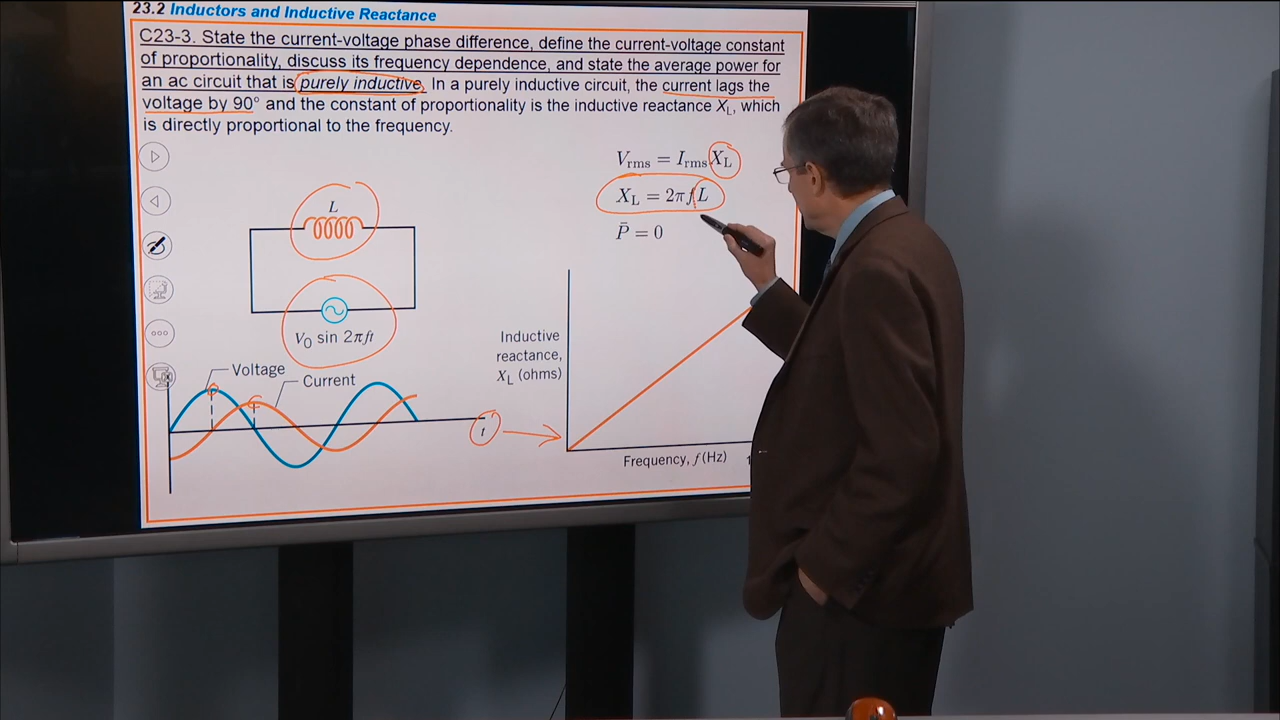 23.2 Inductors and Inductive Reactance
C23-3. State the current-voltage phase difference, define the current-voltage constant
of proportionality, discuss its frequency dependence, and state the average power for
an ac circuit that is purely inductive. In a purely inductive circuit, the current lags the
voltage by 90° and the constant of proportionality is the inductive reactance X_L, which
is directly proportional to the frequency.
V_rms = I_rms X_L
X_L = 2πfL
P̄ = 0
L
V_0 sin 2πft
Voltage
Current
t
Inductive
reactance,
X_L (ohms)
Frequency, f (Hz)